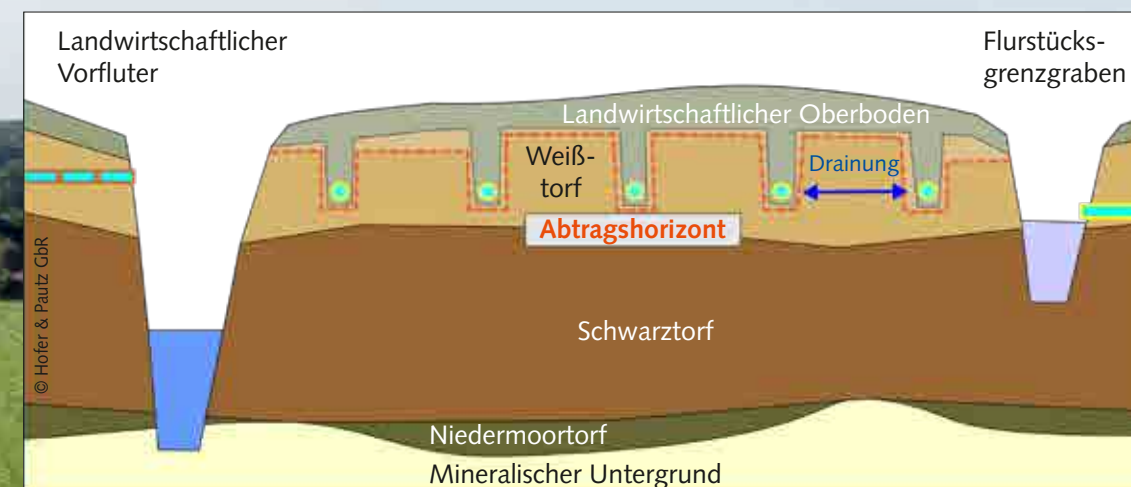 Landwirtschaftlicher
Vorfluter
Flurstücks-
grenzgraben
Landwirtschaftlicher Oberboden
Weiß-
torf
Drainung
Abtragshorizont
© Hofer & Pautz GbR
Schwarztorf
Niedermoortorf
Mineralischer Untergrund